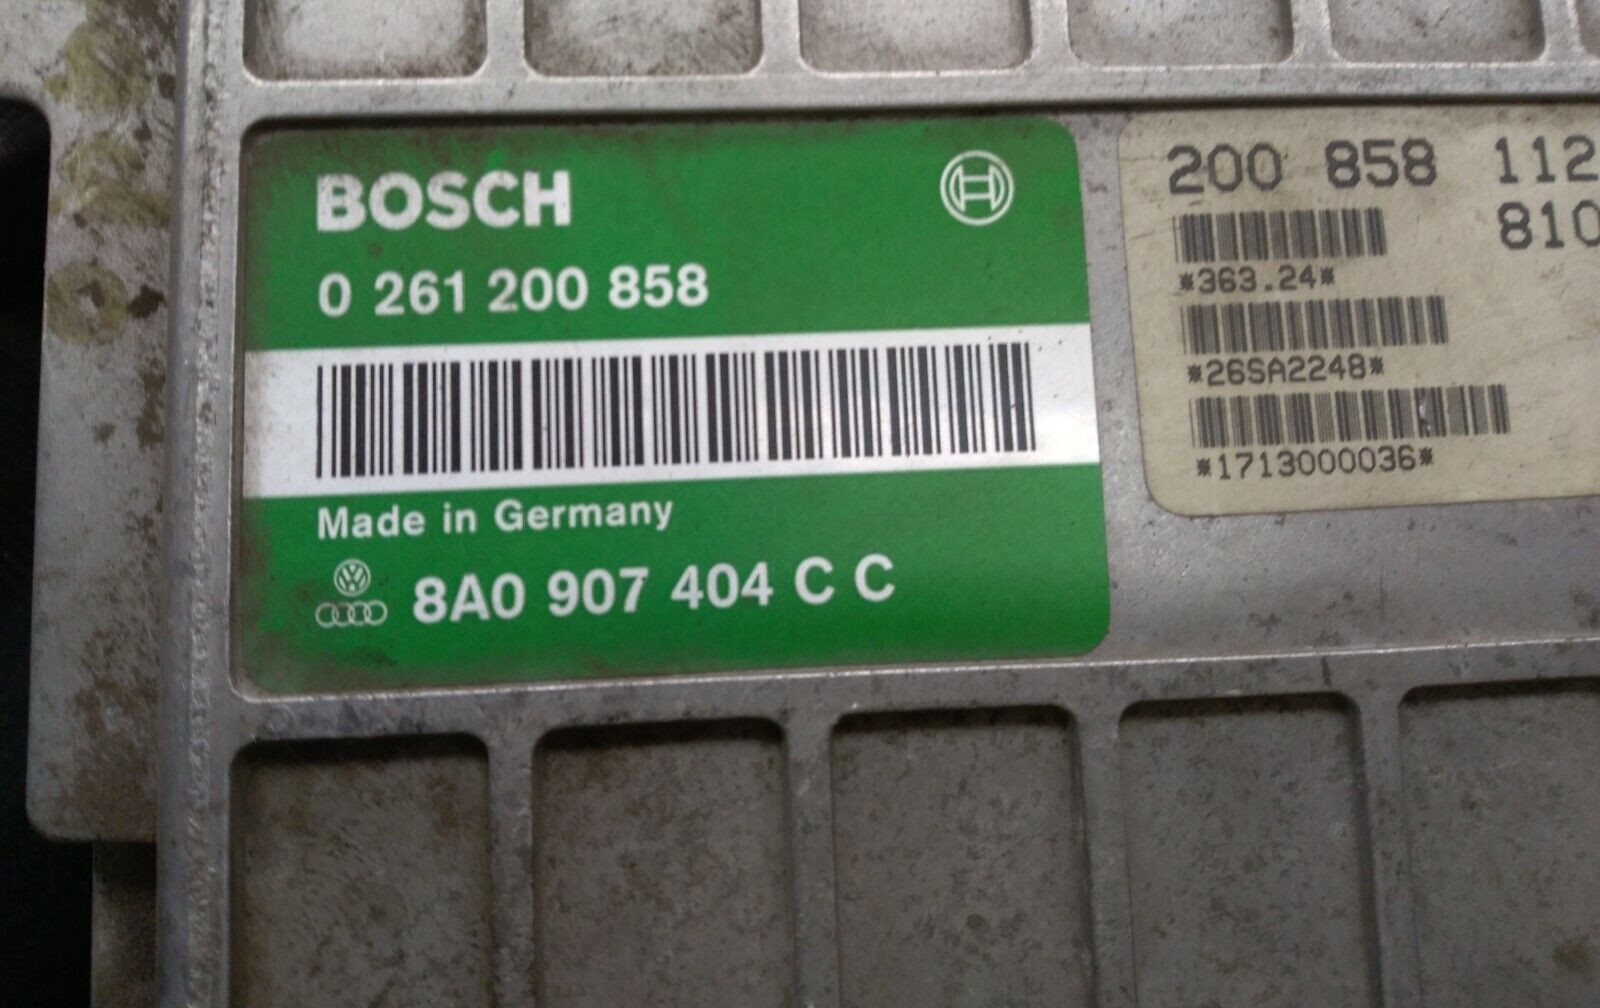 BOSCH
0 261 200 858
Made in Germany
8A0 907 404 C C
200 858 112
810
*363.24*
*26SA2248*
*1713000036*